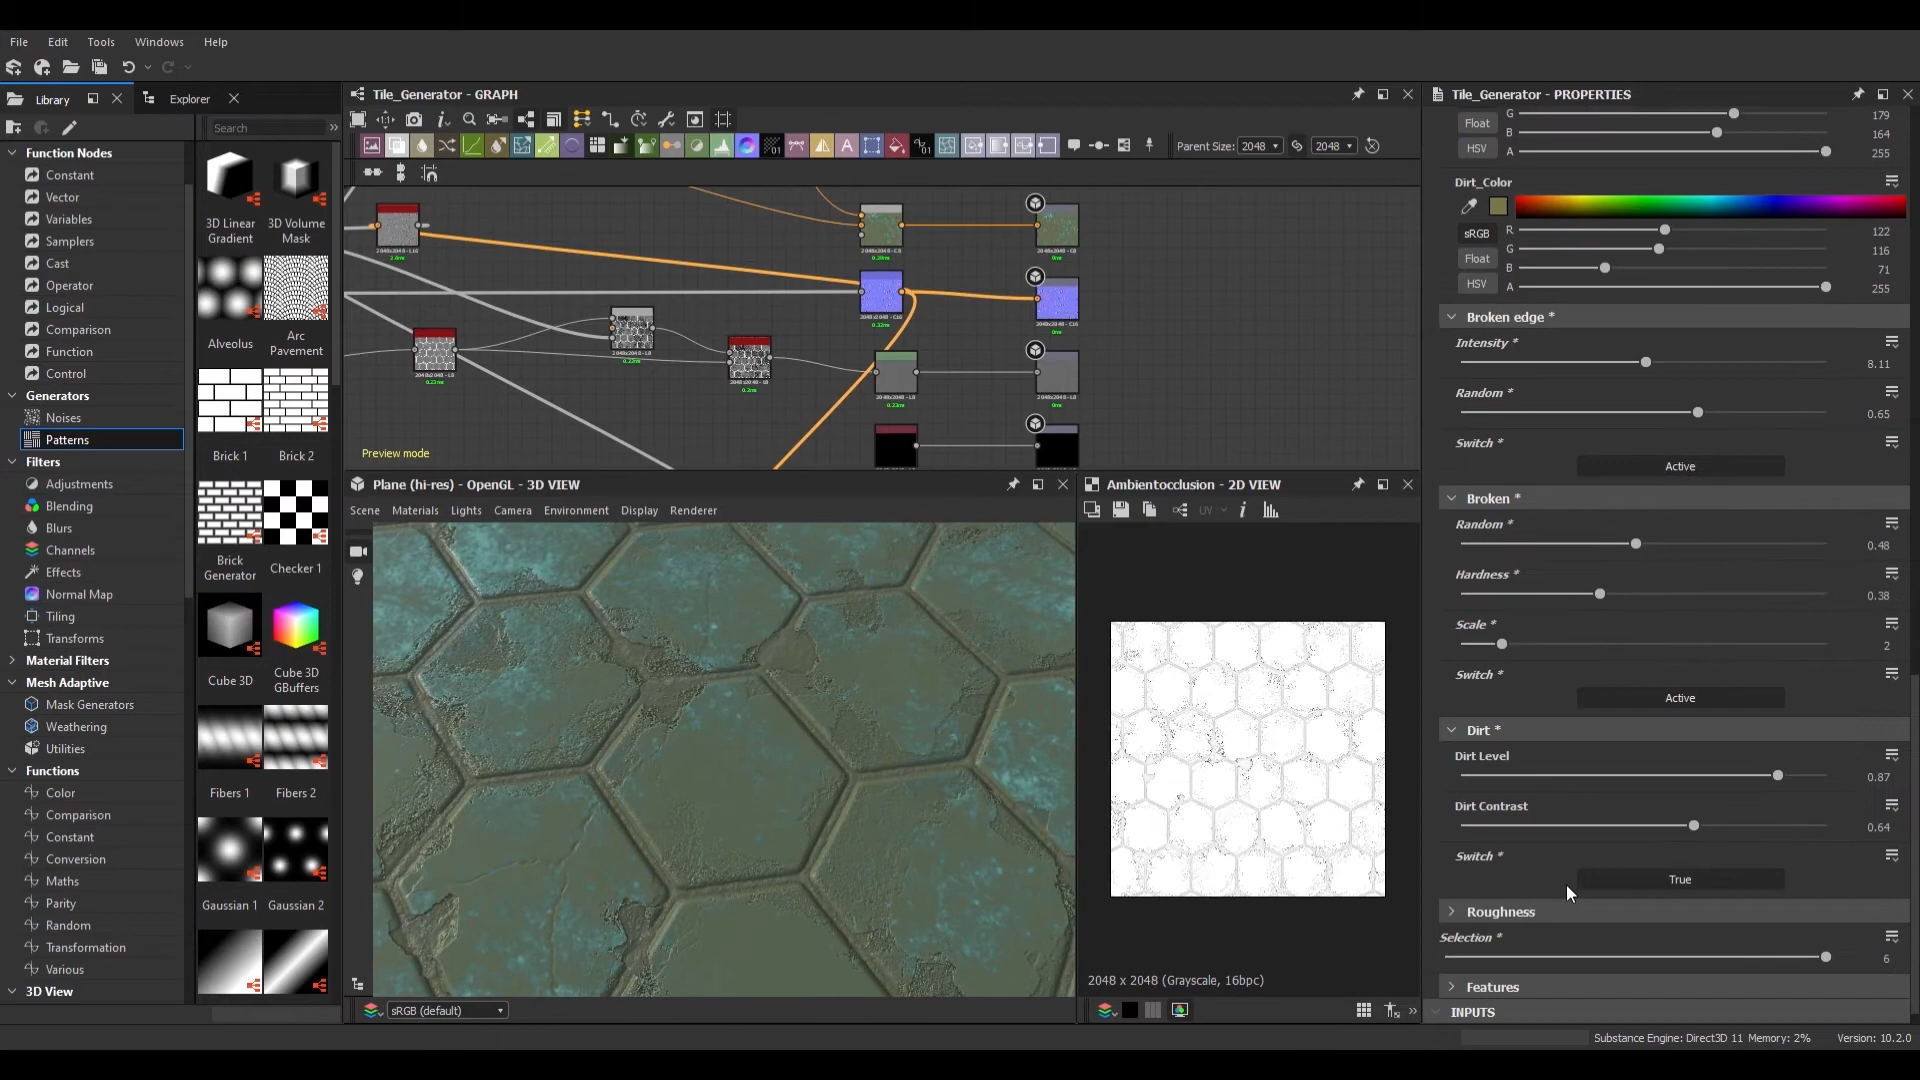 File Edit Tools Windows Help
Library Explorer
Search
Function Nodes
Constant
Vector
Variables
Samplers
Cast
Operator
Logical
Comparison
Function
Control
Generators
Noises
Patterns
Filters
Adjustments
Blending
Blurs
Channels
Effects
Normal Map
Tiling
Transforms
Material Filters
Mesh Adaptive
Mask Generators
Weathering
Utilities
Functions
Color
Comparison
Constant
Conversion
Maths
Parity
Random
Transformation
Various
3D View
3D Linear Gradient
3D Volume Mask
Alveolus
Arc Pavement
Brick 1
Brick 2
Brick Generator
Checker 1
Cube 3D
Cube 3D GBuffers
Fibers 1
Fibers 2
Gaussian 1
Gaussian 2
Tile_Generator - GRAPH
Parent Size: 2048 2048
Preview mode
Plane (hi-res) - OpenGL - 3D VIEW
Scene Materials Lights Camera Environment Display Renderer
sRGB (default)
Ambientocclusion - 2D VIEW
UV
2048 x 2048 (Grayscale, 16bpc)
Tile_Generator - PROPERTIES
G 179
Float
B 164
HSV
A 255
Dirt_Color
sRGB
R 122
G 116
Float
B 71
HSV
A 255
Broken edge *
Intensity *
8.11
Random *
0.65
Switch *
Active
Broken *
Random *
0.48
Hardness *
0.38
Scale *
2
Switch *
Active
Dirt *
Dirt Level
0.87
Dirt Contrast
0.64
Switch *
True
Roughness
Selection *
6
Features
INPUTS
Substance Engine: Direct3D 11 Memory: 2% Version: 10.2.0